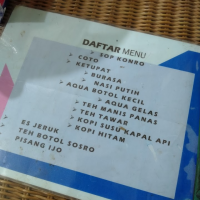 DAFTAR MENU
SOP KONRO
COTO
KETUPAT
BURASA
NASI PUTIH
AQUA BOTOL KECIL
AQUA GELAS
TEH MANIS PANAS
TEH TAWAR
KOPI SUSU KAPAL API
KOPI HITAM
ES JERUK
TEH BOTOL SOSRO
PISANG IJO